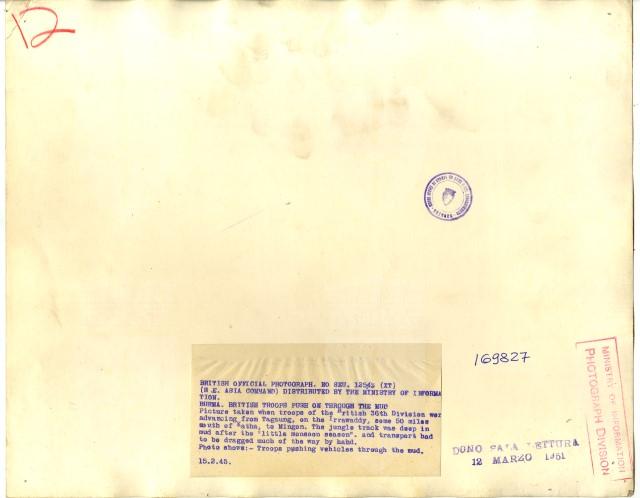 12
BRITISH OFFICIAL PHOTOGRAPH. NO SEU. 12543 (XT)
(S.E. ASIA COMMAND) DISTRIBUTED BY THE MINISTRY OF INFORMA
TION.
BURMA. BRITISH TROOPS PUSH ON THROUGH THE MUD
Picture taken when troops of the British 36th Division wer
advancing from Tagaung, on the Irrawaddy, some 50 miles
south of Katha, to Mingon. The jungle track was deep in
mud after the "little monsoon season". and transport had
to be dragged much of the way by hand.
Photo shows:- Troops pushing vehicles through the mud.
15.2.45.
169827
DONO SALA LETTURA
12 MARZO 1951
MINISTRY OF INFORMATION
PHOTOGRAPH DIVISION